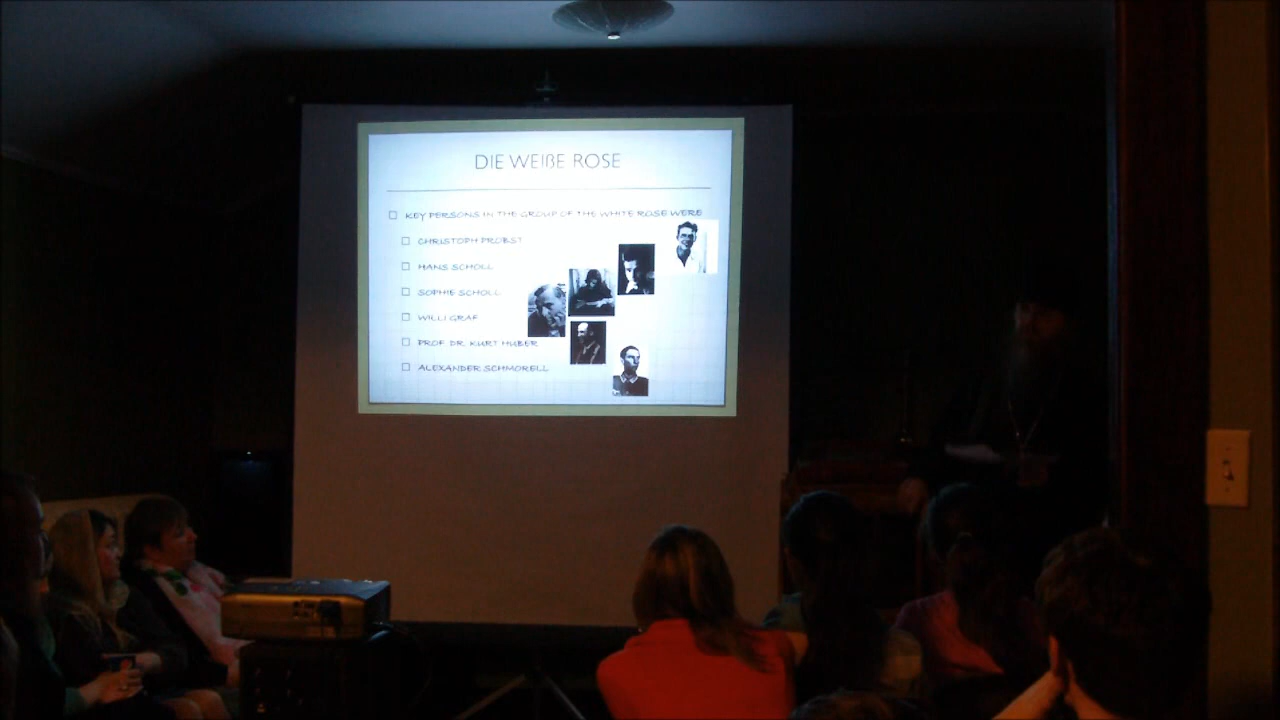 DIE WEIßE ROSE
KEY PERSONS IN THE GROUP OF THE WHITE ROSE WERE
CHRISTOPH PROBST
HANS SCHOLL
SOPHIE SCHOLL
WILLI GRAF
PROF. DR. KURT HUBER
ALEXANDER SCHMORELL